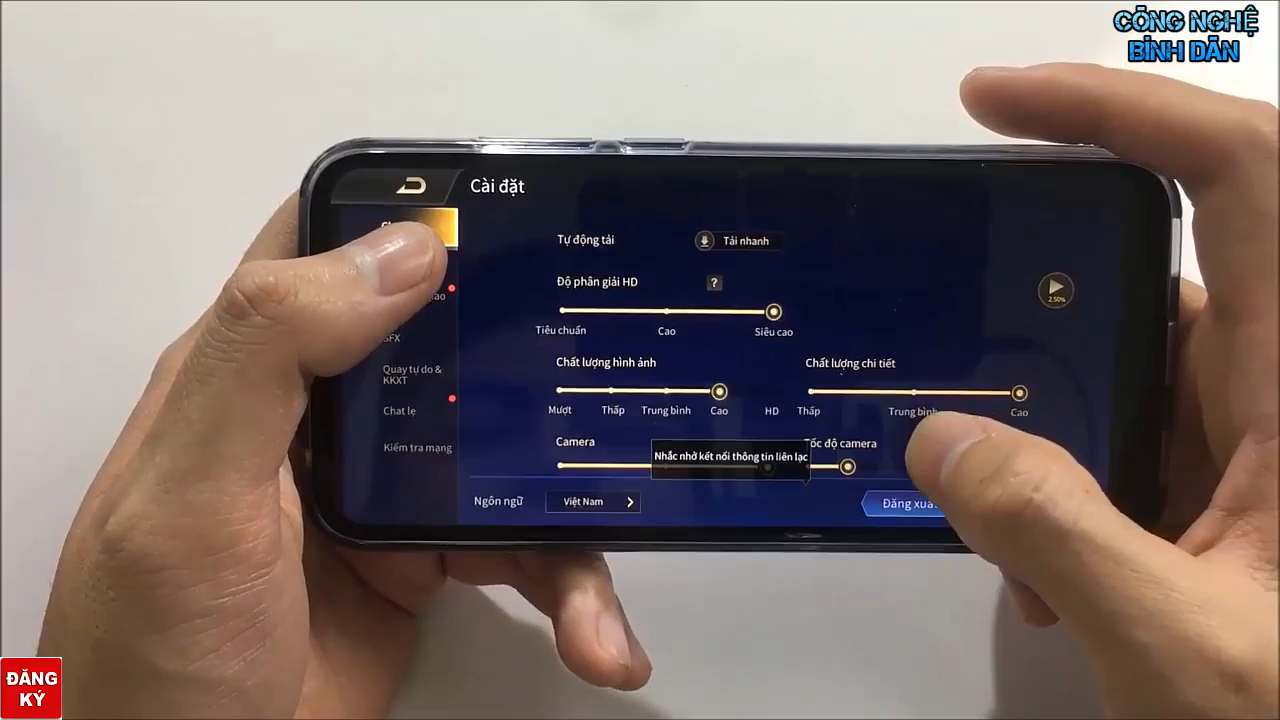 CÔNG NGHỆ
BÌNH DÂN
Cài đặt
Tự động tải
Tải nhanh
Độ phân giải HD
?
Tiêu chuẩn
Cao
Siêu cao
2.50%
SFX
Chất lượng hình ảnh
Chất lượng chi tiết
Quay tự do &
KKXT
Mượt
Thấp
Trung bình
Cao
HD
Thấp
Trung bình
Cao
Chat lẹ
Camera
Tốc độ camera
Kiểm tra mạng
Nhắc nhở kết nối thông tin liên lạc
Ngôn ngữ
Việt Nam
Đăng xuất
ĐĂNG
KÝ